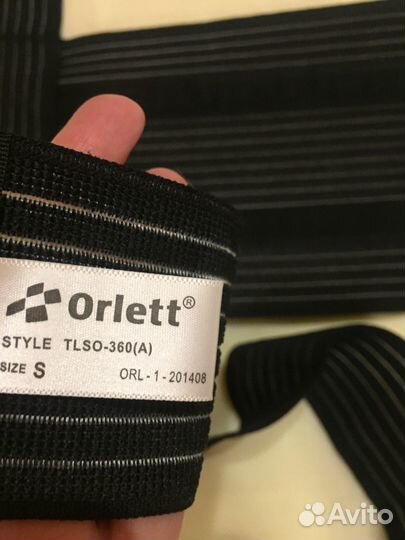 Orlett®
STYLE TLSO-360(A)
SIZE S ORL - 1 - 201408
Avito